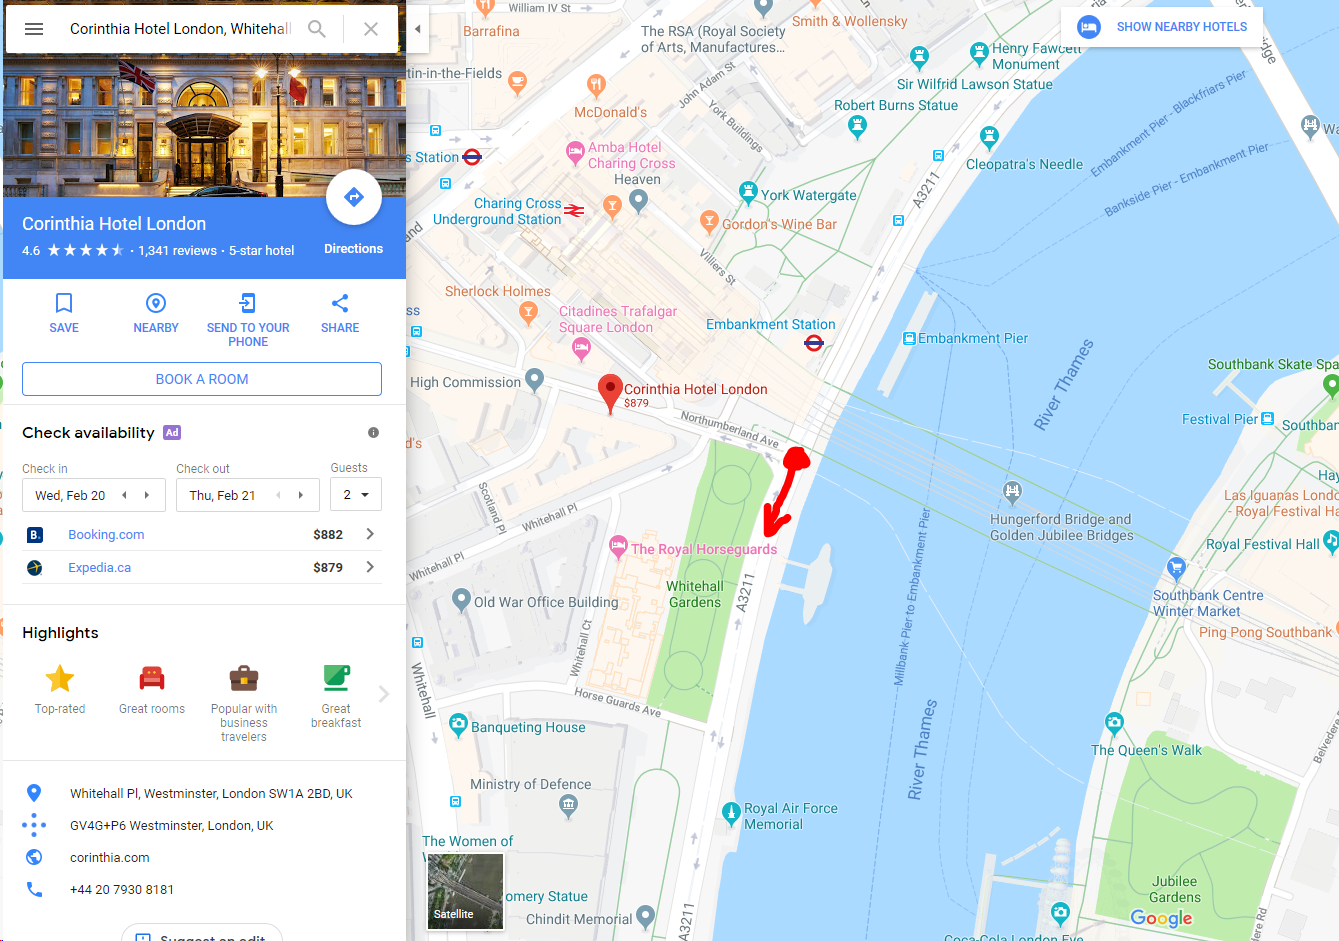 Corinthia Hotel London, Whitehall
Corinthia Hotel London
4.6 · 1,341 reviews · 5-star hotel
Directions
SAVE
NEARBY
SEND TO YOUR
PHONE
SHARE
BOOK A ROOM
Check availability Ad
Check in
Check out
Guests
Wed, Feb 20
Thu, Feb 21
2
B. Booking.com $882
Expedia.ca $879
Highlights
Top-rated
Great rooms
Popular with
business
travelers
Great
breakfast
Whitehall Pl, Westminster, London SW1A 2BD, UK
GV4G+P6 Westminster, London, UK
corinthia.com
+44 20 7930 8181
Suggest an edit
SHOW NEARBY HOTELS
William IV St
Barrafina
The RSA (Royal Society
of Arts, Manufactures...
Smith & Wollensky
Henry Fawcett
Monument
Sir Wilfrid Lawson Statue
Robert Burns Statue
Cleopatra's Needle
tin-in-the-Fields
McDonald's
John Adam St
York Buildings
Amba Hotel
Charing Cross
Heaven
s Station
Charing Cross
Underground Station
York Watergate
Gordon's Wine Bar
Villiers St
A3211
Embankment Pier - Blackfriars Pier
Bankside Pier - Embankment Pier
Sherlock Holmes
Citadines Trafalgar
Square London
Embankment Station
Embankment Pier
River Thames
High Commission
Corinthia Hotel London
$879
Northumberland Ave
Southbank Skate Spa
Festival Pier
Southban
Hay
Las Iguanas Lond
- Royal Festival H
Royal Festival Hall
Hungerford Bridge and
Golden Jubilee Bridges
Southbank Centre
Winter Market
Ping Pong Southbank
Scotland Pl
Whitehall Pl
Whitehall Pl
The Royal Horseguards
Whitehall
Gardens
A3211
Old War Office Building
Whitehall Ct
Millbank Pier to Embankment Pier
Whitehall
Horse Guards Ave
Banqueting House
River Thames
The Queen's Walk
Ministry of Defence
Royal Air Force
Memorial
The Women of
omery Statue
Chindit Memorial
A3211
Satellite
Jubilee
Gardens
Google
Coca-Cola London Eye
Belvedere
ere Rd